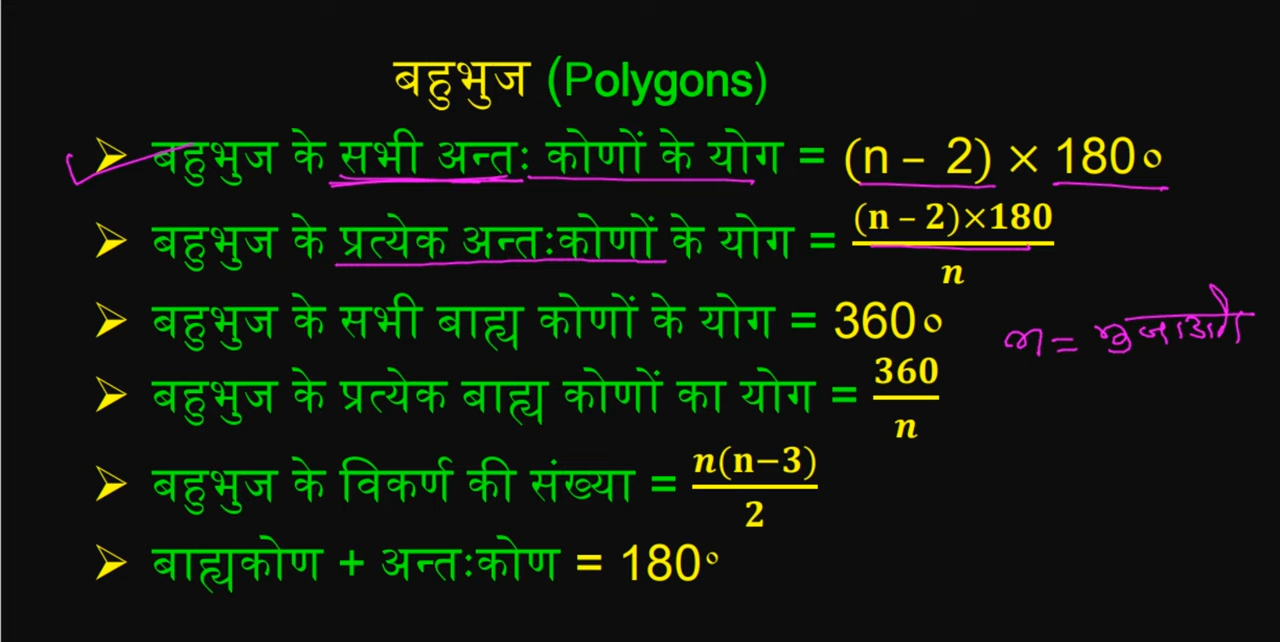 बहुभुज (Polygons)
➤ बहुभुज के सभी अन्तः कोणों के योग = (n – 2) × 180°
➤ बहुभुज के प्रत्येक अन्तःकोणों के योग = (n – 2)×180 / n
➤ बहुभुज के सभी बाह्य कोणों के योग = 360°
n = भुजाओं
➤ बहुभुज के प्रत्येक बाह्य कोणों का योग = 360 / n
➤ बहुभुज के विकर्ण की संख्या = n(n−3) / 2
➤ बाह्यकोण + अन्तःकोण = 180°